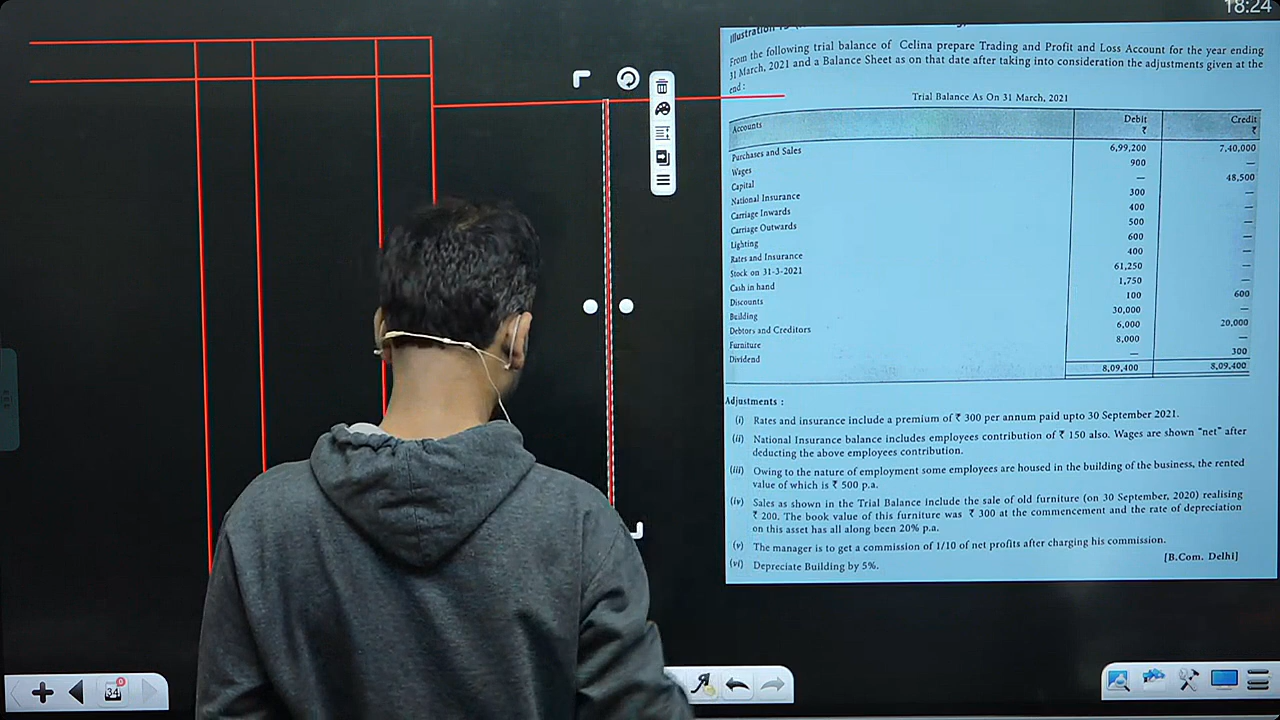 18:24
Illustration
From the following trial balance of Celina prepare Trading and Profit and Loss Account for the year ending
31 March, 2021 and a Balance Sheet as on that date after taking into consideration the adjustments given at the
end :
Trial Balance As On 31 March, 2021
Accounts Debit ₹ Credit ₹
Purchases and Sales 6,99,200 7,40,000
Wages 900 —
Capital — 48,500
National Insurance 300 —
Carriage Inwards 400 —
Carriage Outwards 500 —
Lighting 600 —
Rates and Insurance 400 —
Stock on 31-3-2021 61,250 —
Cash in hand 1,750 —
Discounts 100 600
Building 30,000
Debtors and Creditors 6,000 20,000
Furniture 8,000 —
Dividend — 300
8,09,400 8,09,400
Adjustments :
(i) Rates and insurance include a premium of ₹ 300 per annum paid upto 30 September 2021.
(ii) National Insurance balance includes employees contribution of ₹ 150 also. Wages are shown "net" after
deducting the above employees contribution.
(iii) Owing to the nature of employment some employees are housed in the building of the business, the rented
value of which is ₹ 500 p.a.
(iv) Sales as shown in the Trial Balance include the sale of old furniture (on 30 September, 2020) realising
₹ 200. The book value of this furniture was ₹ 300 at the commencement and the rate of depreciation
on this asset has all along been 20% p.a.
(v) The manager is to get a commission of 1/10 of net profits after charging his commission.
[B.Com. Delhi]
(vi) Depreciate Building by 5%.
34
0